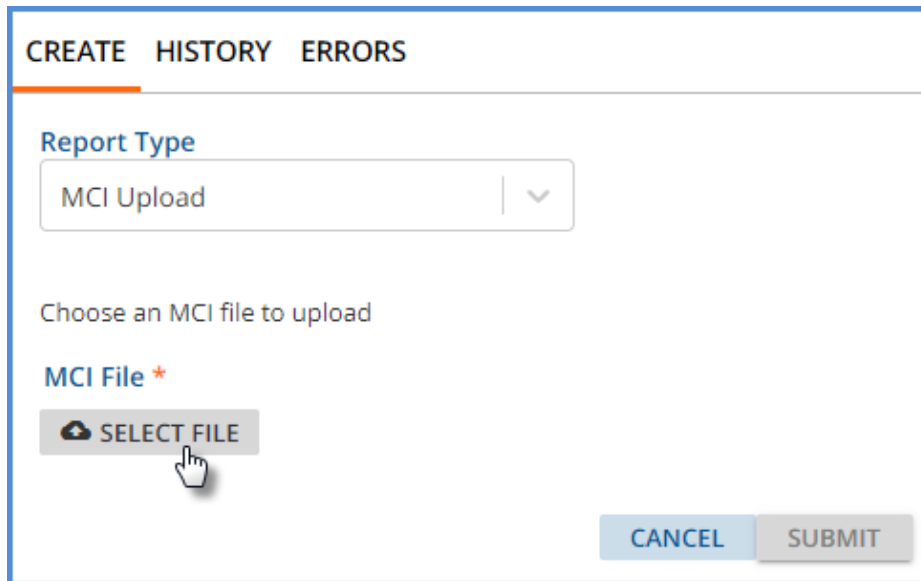 CREATE HISTORY ERRORS
Report Type
MCI Upload
Choose an MCI file to upload
MCI File *
SELECT FILE
CANCEL SUBMIT